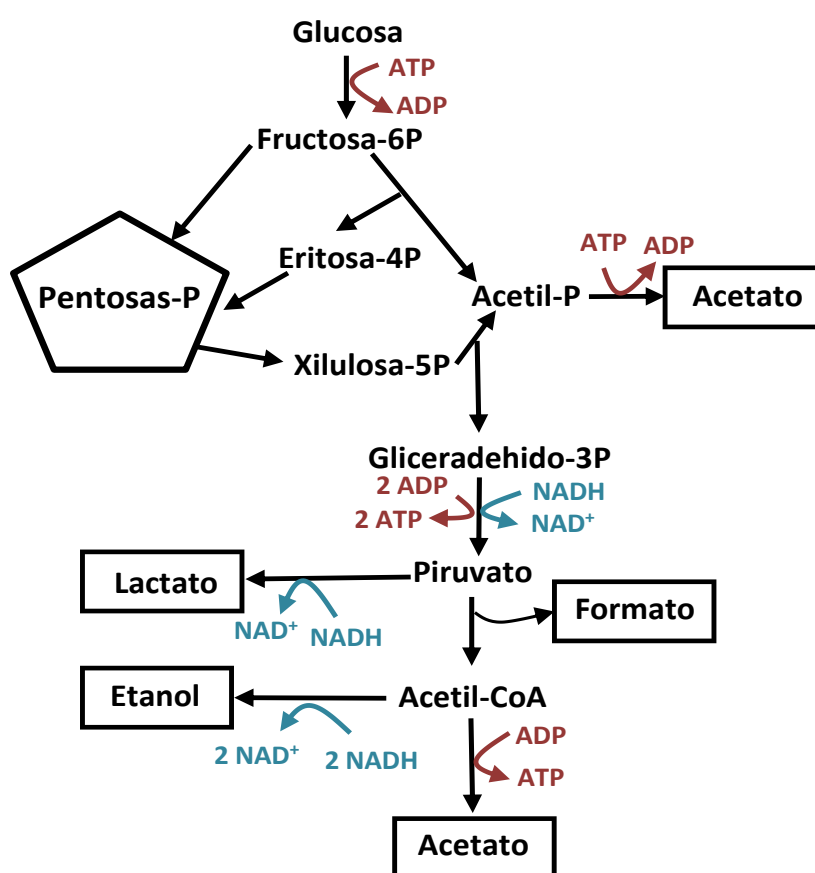 Glucosa
ATP
ADP
Fructosa-6P
Eritosa-4P
ATP ADP
Pentosas-P
Acetil-P
Acetato
Xilulosa-5P
Gliceradehido-3P
2 ADP
NADH
2 ATP
NAD⁺
Lactato
Piruvato
Formato
NAD⁺ NADH
Etanol
Acetil-CoA
2 NAD⁺ 2 NADH
ADP
ATP
Acetato